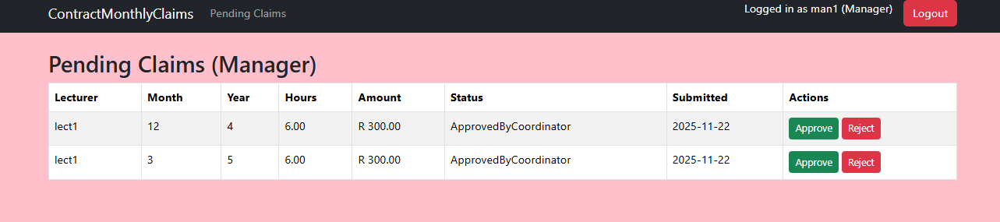 ContractMonthlyClaims Pending Claims Logged in as man1 (Manager) Logout
Pending Claims (Manager)
Lecturer Month Year Hours Amount Status Submitted Actions
lect1 12 4 6.00 R 300.00 ApprovedByCoordinator 2025-11-22 Approve Reject
lect1 3 5 6.00 R 300.00 ApprovedByCoordinator 2025-11-22 Approve Reject